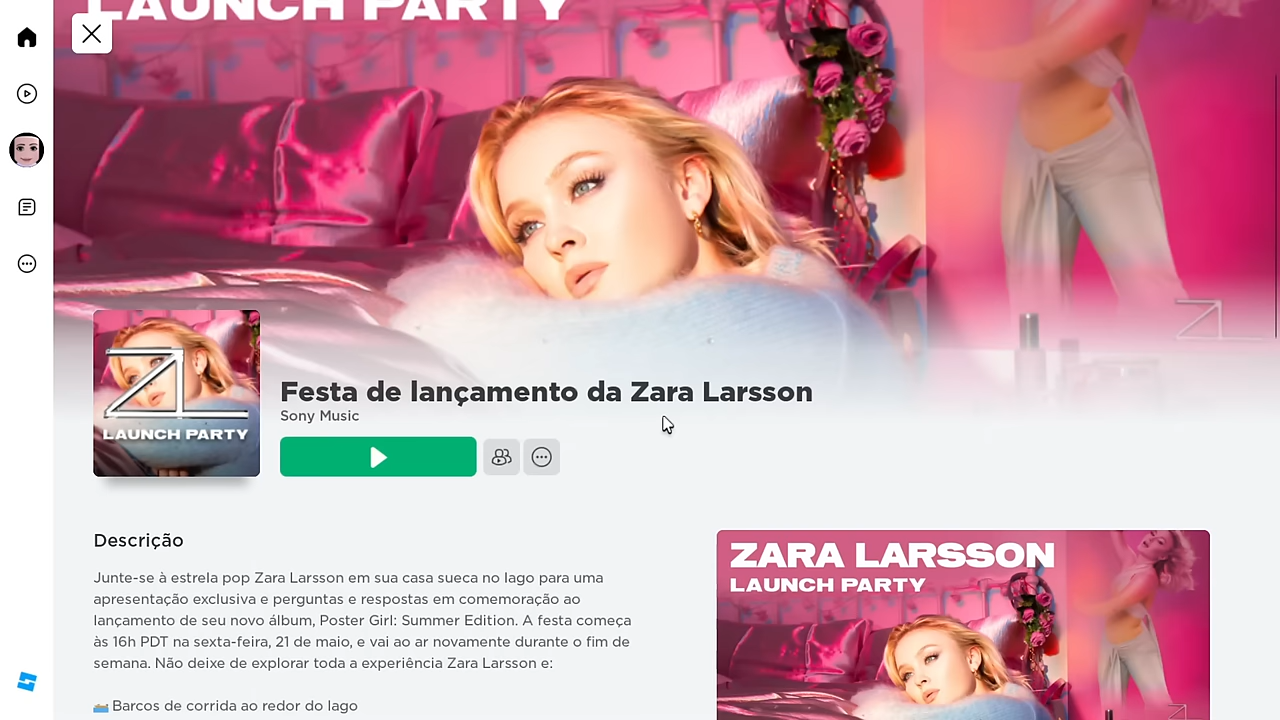 LAUNCH PARTY
ZL
LAUNCH PARTY
Festa de lançamento da Zara Larsson
Sony Music
Descrição
Junte-se à estrela pop Zara Larsson em sua casa sueca no lago para uma
apresentação exclusiva e perguntas e respostas em comemoração ao
lançamento de seu novo álbum, Poster Girl: Summer Edition. A festa começa
às 16h PDT na sexta-feira, 21 de maio, e vai ao ar novamente durante o fim de
semana. Não deixe de explorar toda a experiência Zara Larsson e:
🚤 Barcos de corrida ao redor do lago
ZARA LARSSON
LAUNCH PARTY